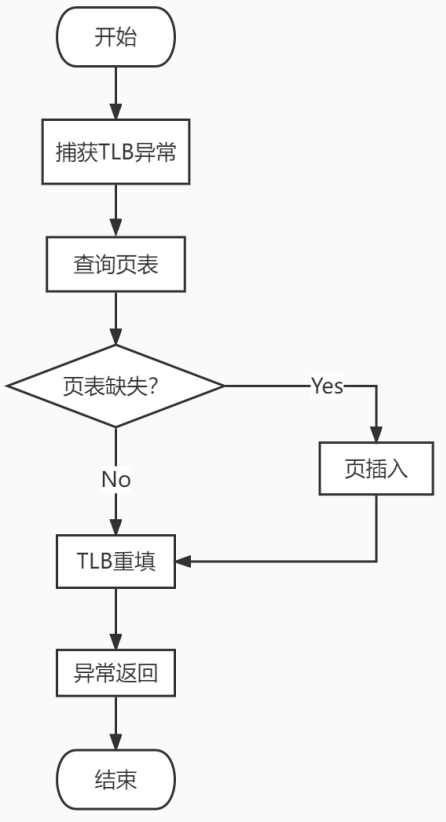 开始
捕获TLB异常
查询页表
页表缺失?
Yes
页插入
No
TLB重填
异常返回
结束